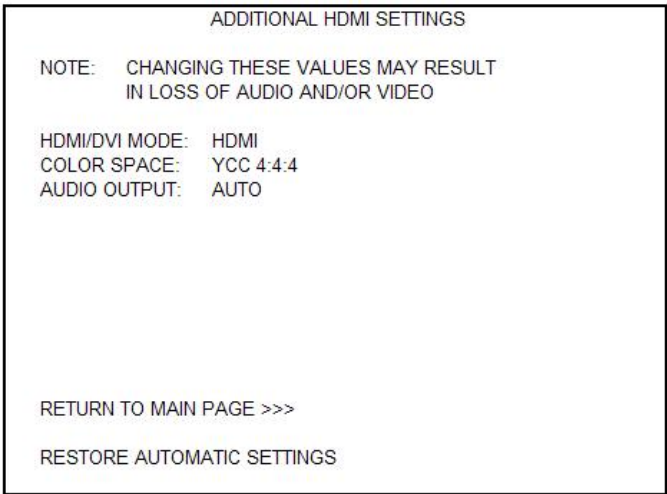 ADDITIONAL HDMI SETTINGS
NOTE: CHANGING THESE VALUES MAY RESULT
IN LOSS OF AUDIO AND/OR VIDEO
HDMI/DVI MODE: HDMI
COLOR SPACE: YCC 4:4:4
AUDIO OUTPUT: AUTO
RETURN TO MAIN PAGE >>>
RESTORE AUTOMATIC SETTINGS